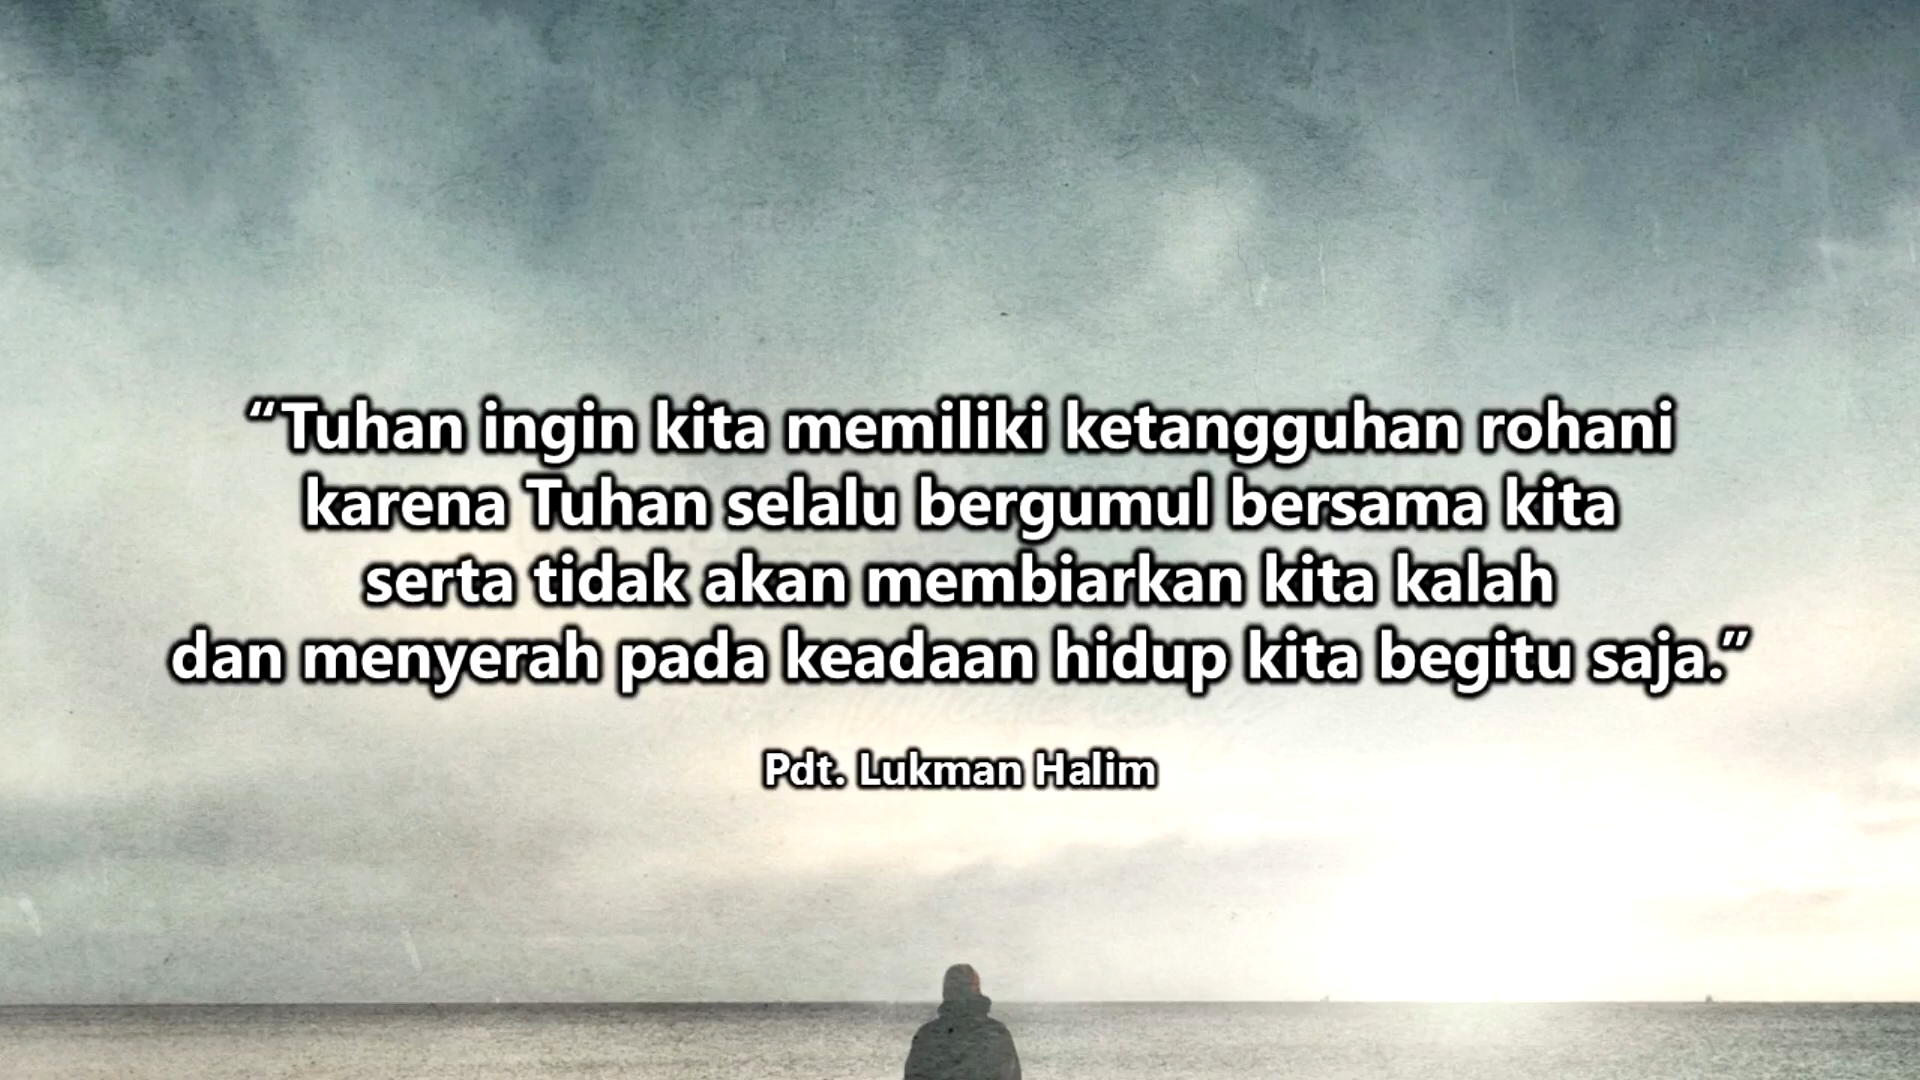 “Tuhan ingin kita memiliki ketangguhan rohani
karena Tuhan selalu bergumul bersama kita
serta tidak akan membiarkan kita kalah
dan menyerah pada keadaan hidup kita begitu saja.”
Pdt. Lukman Halim